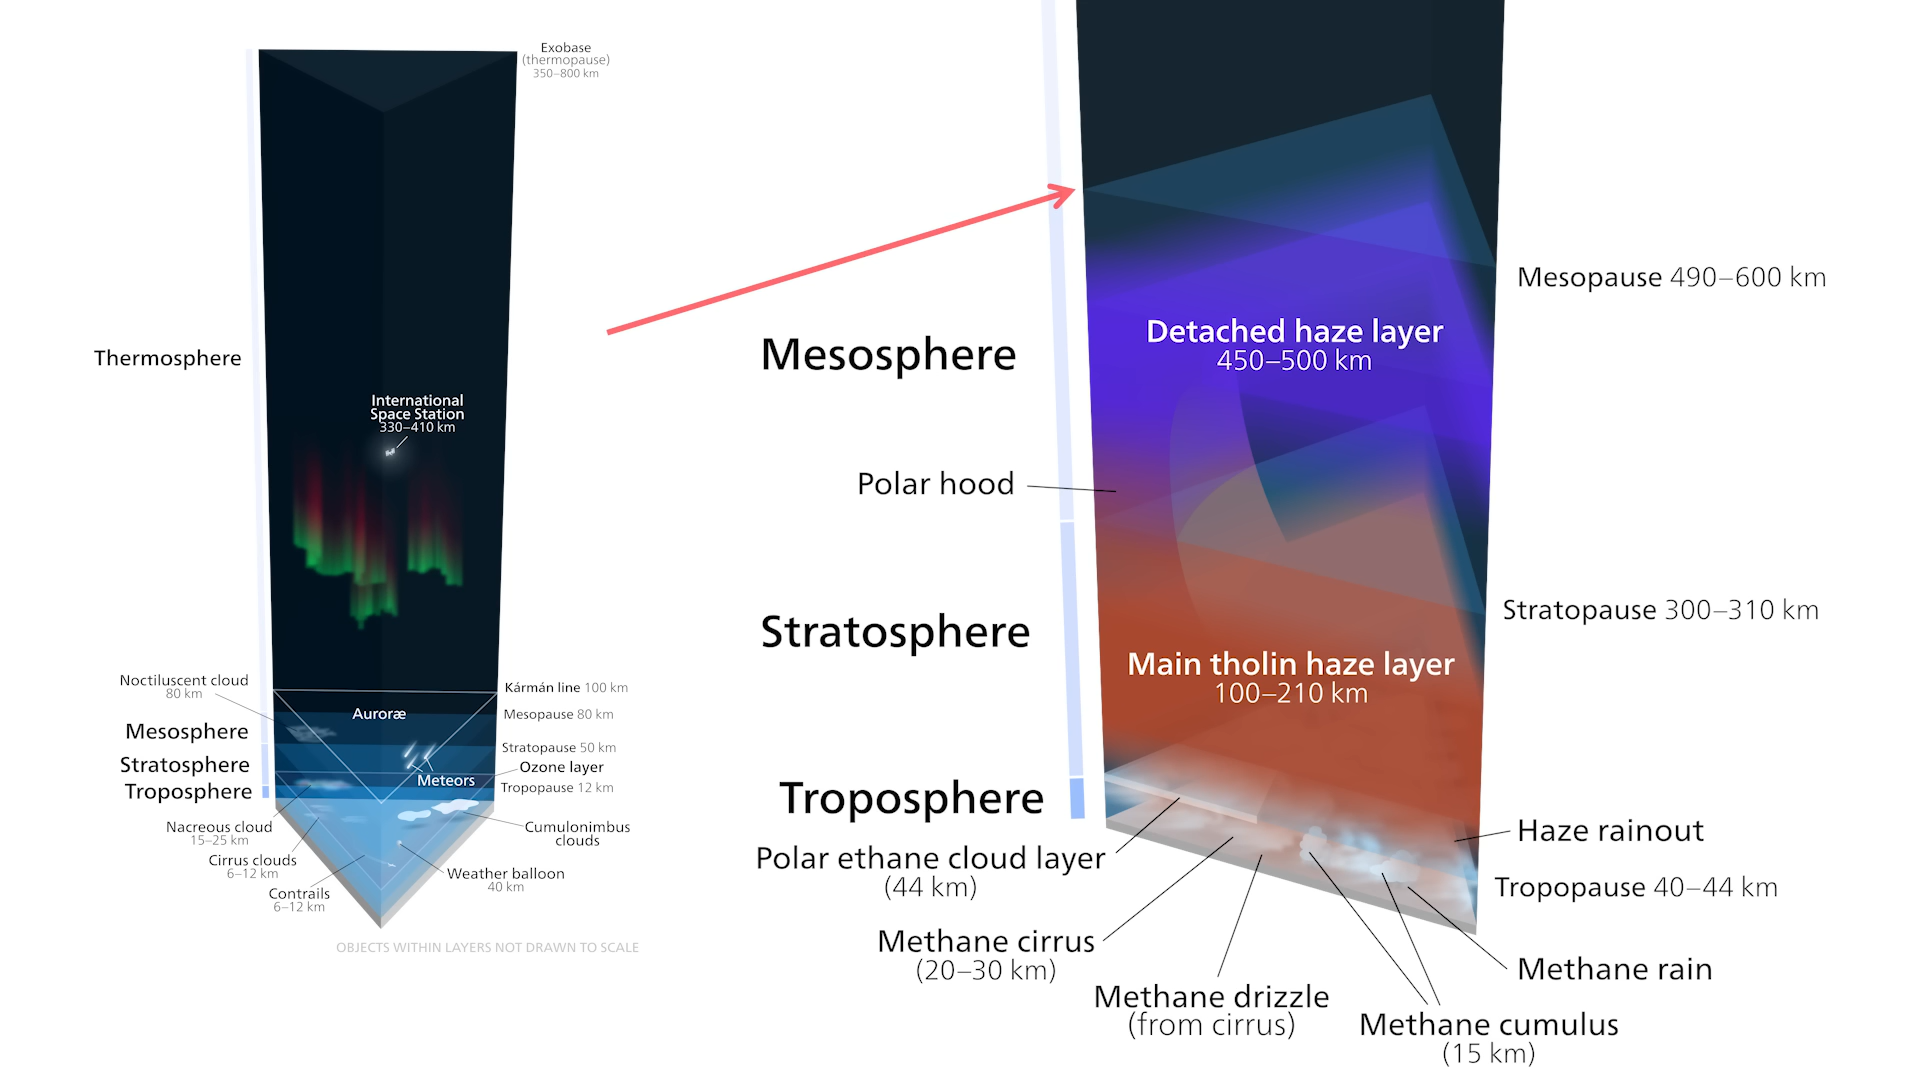 Exobase
(thermopause)
350–800 km
Thermosphere
International
Space Station
330–410 km
Noctiluscent cloud
80 km
Kármán line 100 km
Auroræ
Mesopause 80 km
Mesosphere
Stratopause 50 km
Stratosphere
Ozone layer
Meteors
Troposphere
Tropopause 12 km
Nacreous cloud
15–25 km
Cumulonimbus
clouds
Cirrus clouds
6–12 km
Weather balloon
40 km
Contrails
6–12 km
OBJECTS WITHIN LAYERS NOT DRAWN TO SCALE
Mesopause 490–600 km
Detached haze layer
450–500 km
Mesosphere
Polar hood
Stratopause 300–310 km
Stratosphere
Main tholin haze layer
100–210 km
Troposphere
Haze rainout
Polar ethane cloud layer
(44 km)
Tropopause 40–44 km
Methane cirrus
(20–30 km)
Methane rain
Methane drizzle
(from cirrus)
Methane cumulus
(15 km)